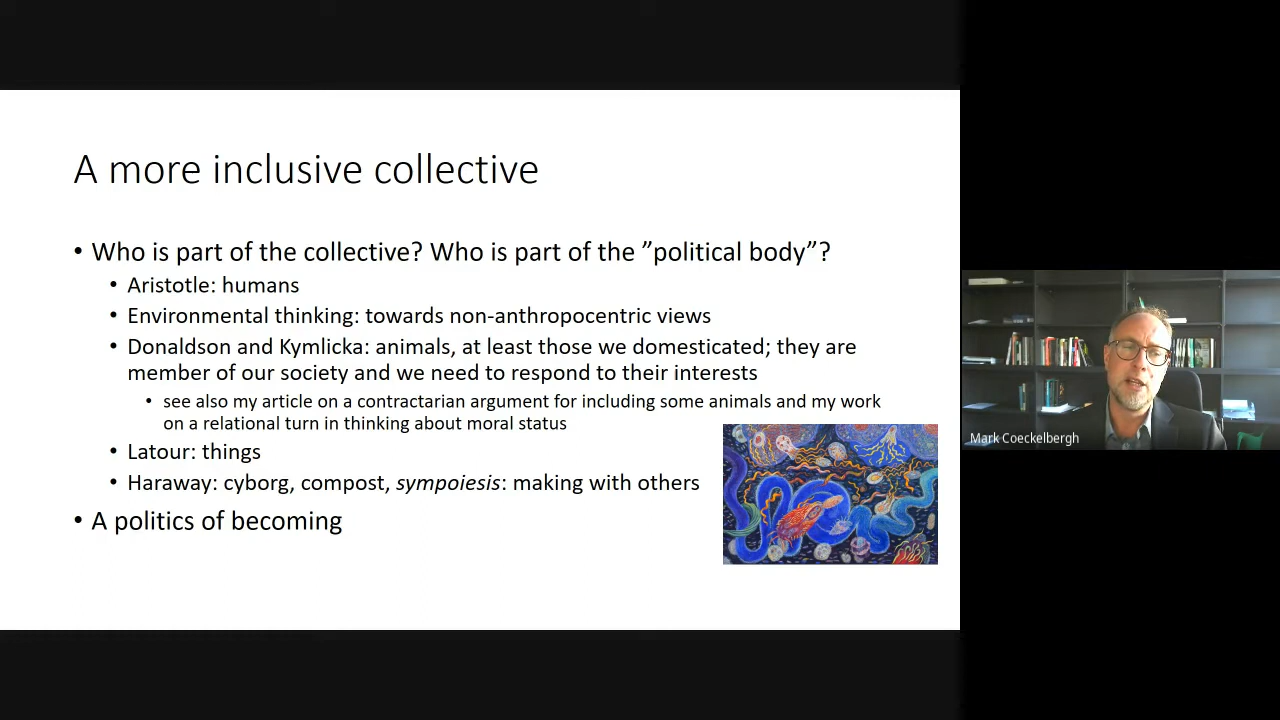 A more inclusive collective
• Who is part of the collective? Who is part of the ”political body”?
• Aristotle: humans
• Environmental thinking: towards non-anthropocentric views
• Donaldson and Kymlicka: animals, at least those we domesticated; they are
member of our society and we need to respond to their interests
• see also my article on a contractarian argument for including some animals and my work
on a relational turn in thinking about moral status
• Latour: things
• Haraway: cyborg, compost, sympoiesis: making with others
• A politics of becoming
Mark Coeckelbergh